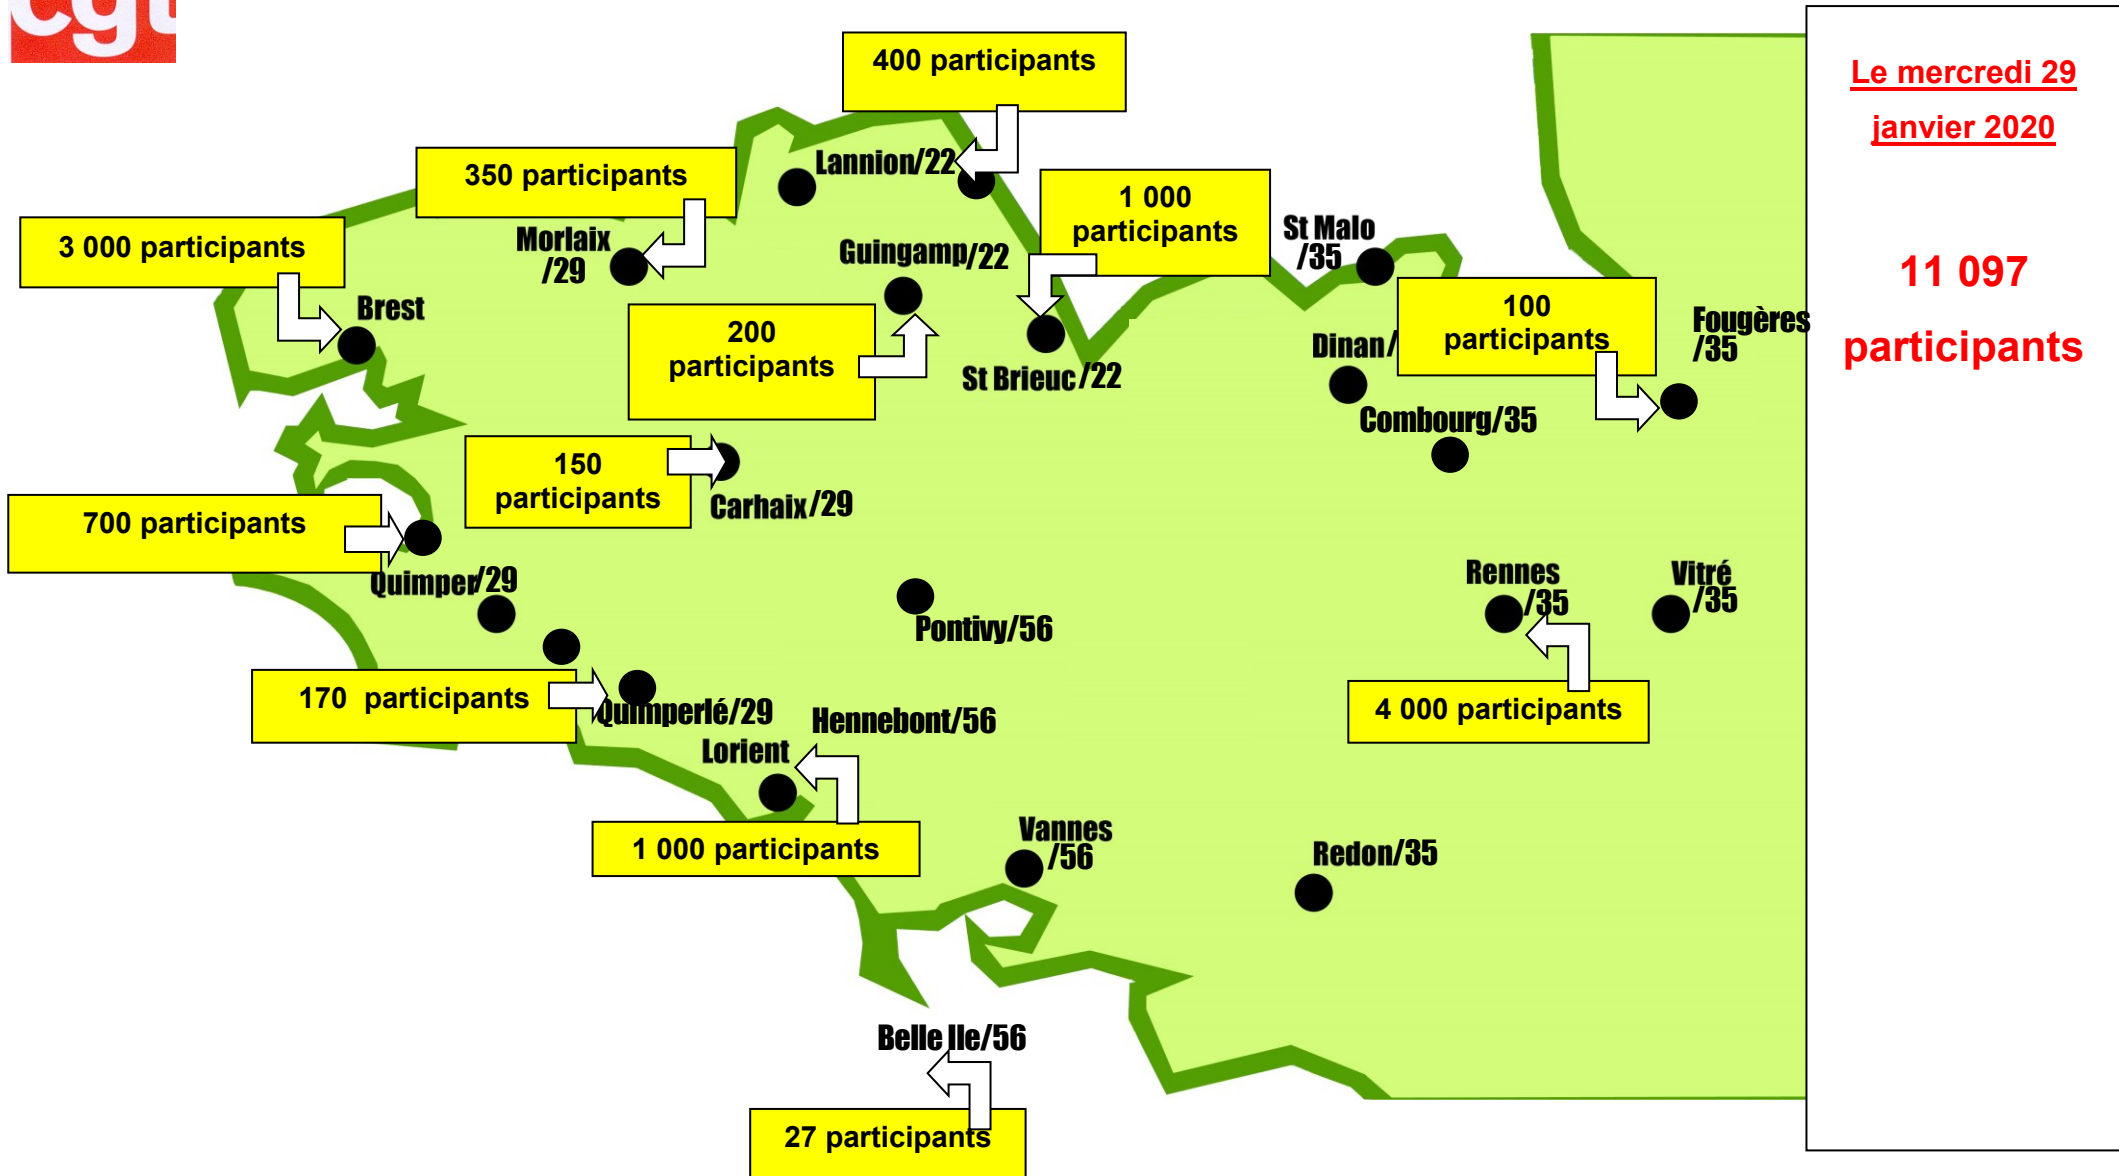 cgt
400 participants
Le mercredi 29
janvier 2020
350 participants
Lannion/22
1 000
participants
3 000 participants
Morlaix
/29
Guingamp/22
St Malo
/35
11 097
participants
Brest
200
participants
100
participants
Fougères
/35
Dinan/
St Brieuc/22
Combourg/35
150
participants
Carhaix/29
700 participants
Quimper/29
Rennes
/35
Vitré
/35
Pontivy/56
170 participants
Quimperlé/29
Hennebont/56
4 000 participants
Lorient
1 000 participants
Vannes
/56
Redon/35
Belle Ile/56
27 participants